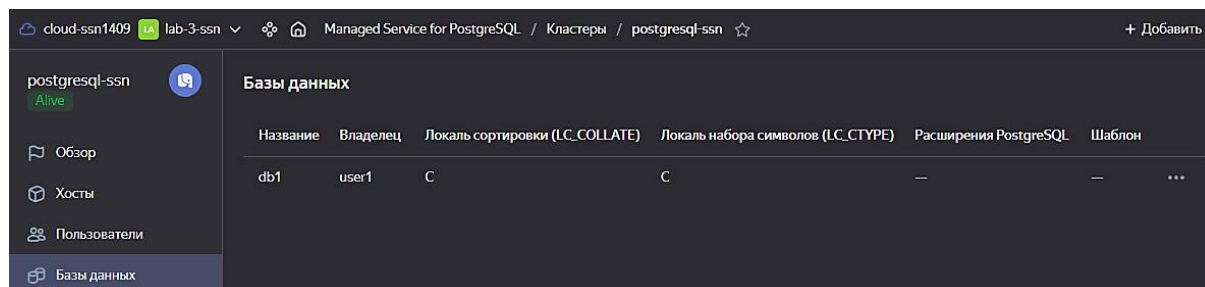 cloud-ssn1409 LA lab-3-ssn Managed Service for PostgreSQL / Кластеры / postgresql-ssn + Добавить
postgresql-ssn
Alive
Базы данных
Название Владелец Локаль сортировки (LC_COLLATE) Локаль набора символов (LC_CTYPE) Расширения PostgreSQL Шаблон
db1 user1 C C — — •••
Обзор
Хосты
Пользователи
Базы данных